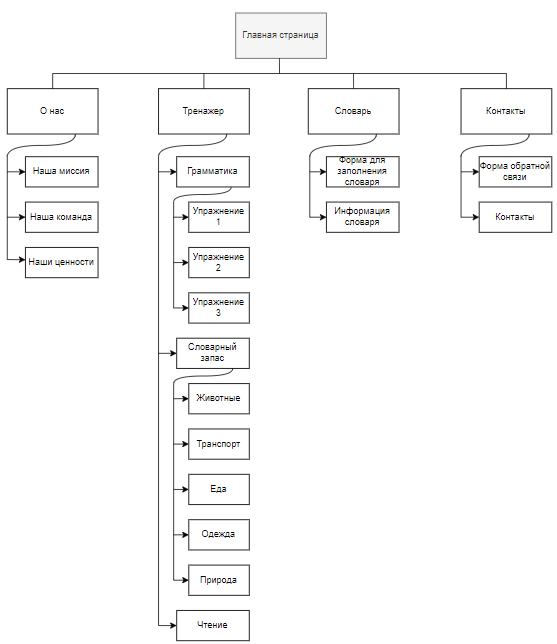 Главная страница
О нас
Тренажер
Словарь
Контакты
Наша миссия
Наша команда
Наши ценности
Грамматика
Упражнение
1
Упражнение
2
Упражнение
3
Словарный
запас
Животные
Транспорт
Еда
Одежда
Природа
Чтение
Форма для
заполнения
словаря
Информация
словаря
Форма обратной
связи
Контакты